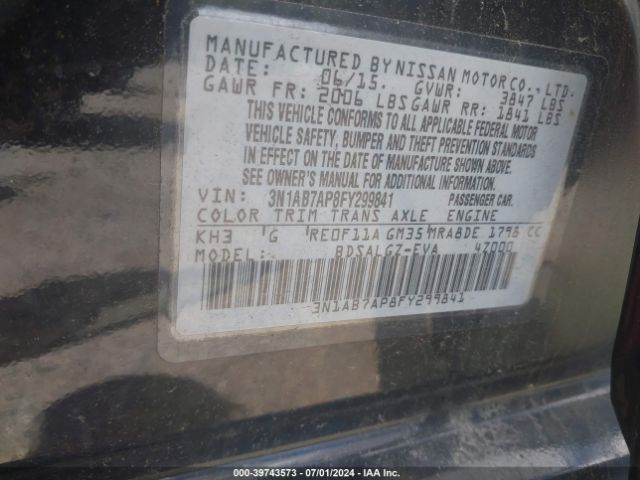 MANUFACTURED BY NISSAN MOTOR CO., LTD.
DATE: 06/15. GVWR: 3847 LBS
GAWR FR: 2006 LBS GAWR RR: 1841 LBS
THIS VEHICLE CONFORMS TO ALL APPLICABLE FEDERAL MOTOR
VEHICLE SAFETY, BUMPER AND THEFT PREVENTION STANDARDS
IN EFFECT ON THE DATE OF MANUFACTURE SHOWN ABOVE.
SEE OWNER'S MANUAL FOR ADDITIONAL INFORMATION.
VIN: 3N1AB7AP8FY299841 PASSENGER CAR.
COLOR TRIM TRANS AXLE ENGINE
KH3 'G 'RE0F11A GM35 MRA8DE 1798 CC
MODEL: BDSALGZ-EVA 47000
3N1AB7AP8FY299841
000-39743573 | 07/01/2024 - IAA Inc.